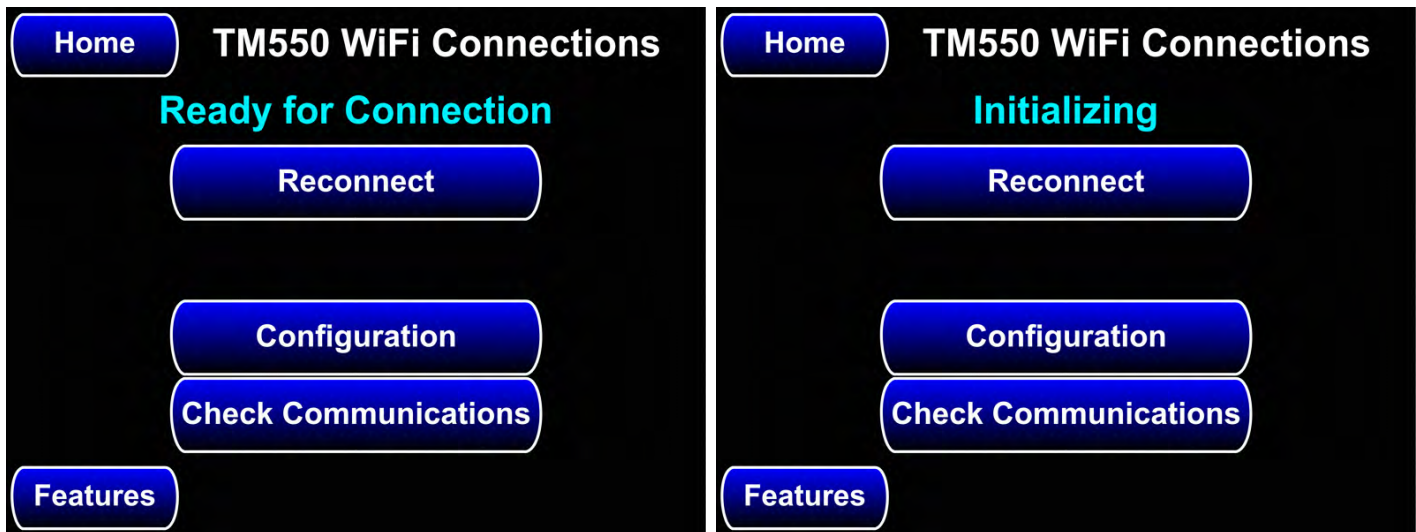 Home
TM550 WiFi Connections
Ready for Connection
Reconnect
Configuration
Check Communications
Features
Home
TM550 WiFi Connections
Initializing
Reconnect
Configuration
Check Communications
Features